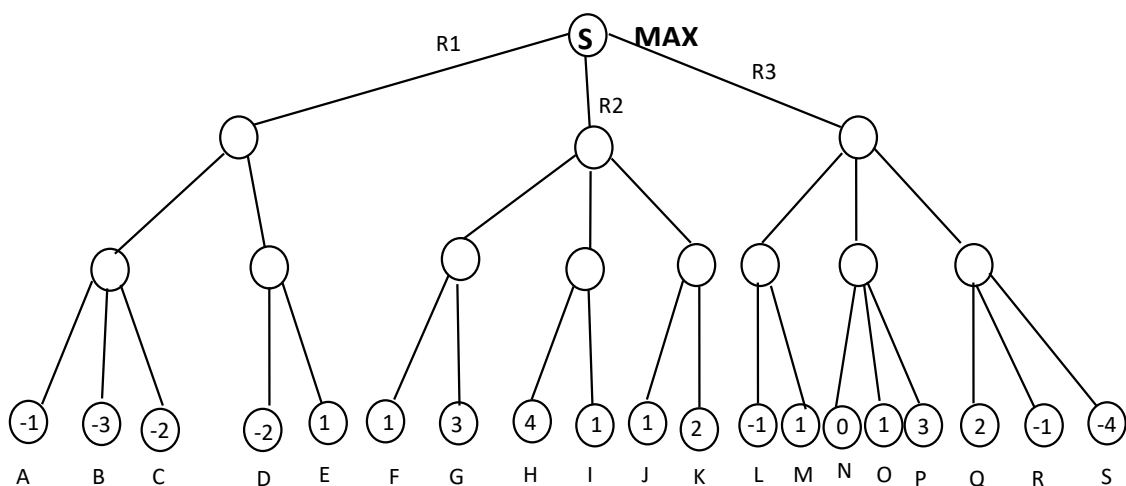 S MAX
R1
R3
R2
-1 -3 -2 -2 1 1 3 4 1 1 2 -1 1 0 1 3 2 -1 -4
A B C D E F G H I J K L M N O P Q R S